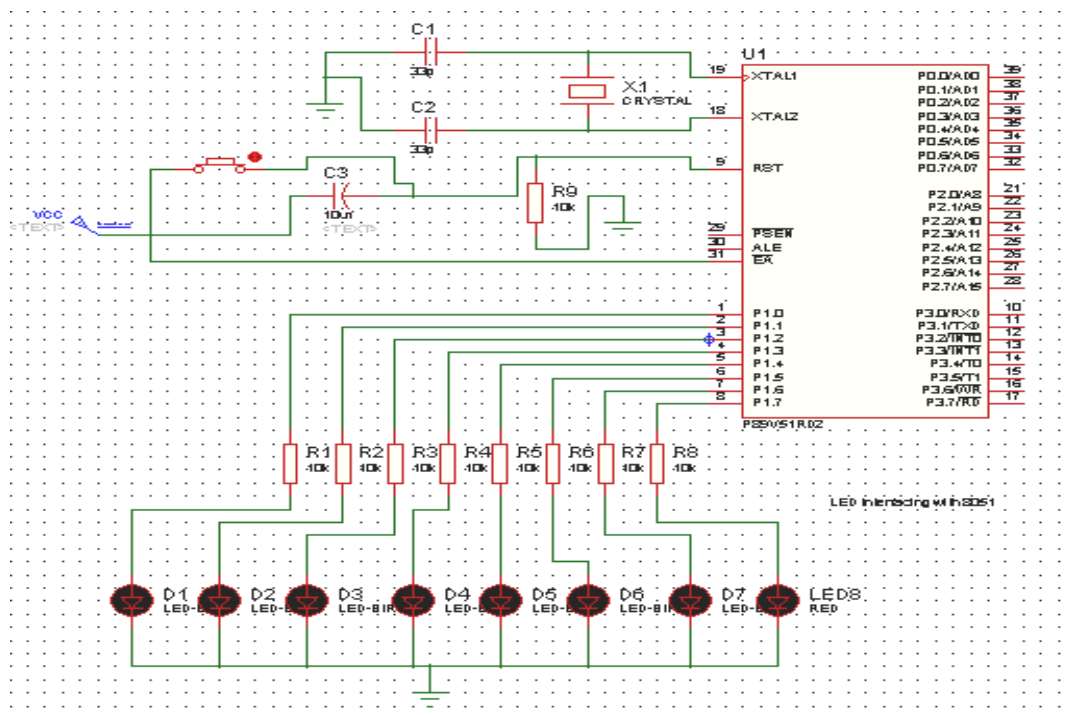 C1
33p
C2
33p
X1
CRYSTAL
C3
10uf
<TEXT>
VCC
<TEXT>
R9
10k
U1
19 XTAL1
18 XTAL2
9 RST
29 PSEN
30 ALE
31 EA
1 P1.0
2 P1.1
3 P1.2
4 P1.3
5 P1.4
6 P1.5
7 P1.6
8 P1.7
P0.0/AD0 39
P0.1/AD1 38
P0.2/AD2 37
P0.3/AD3 36
P0.4/AD4 35
P0.5/AD5 34
P0.6/AD6 33
P0.7/AD7 32
P2.0/A8 21
P2.1/A9 22
P2.2/A10 23
P2.3/A11 24
P2.4/A12 25
P2.5/A13 26
P2.6/A14 27
P2.7/A15 28
P3.0/RXD 10
P3.1/TXD 11
P3.2/INT0 12
P3.3/INT1 13
P3.4/T0 14
P3.5/T1 15
P3.6/WR 16
P3.7/RD 17
P89V51RD2
R1 R2 R3 R4 R5 R6 R7 R8
10k 10k 10k 10k 10k 10k 10k 10k
LED Interfacing with 8051
D1 D2 D3 D4 D5 D6 D7 LED8
LED-BIR
RED